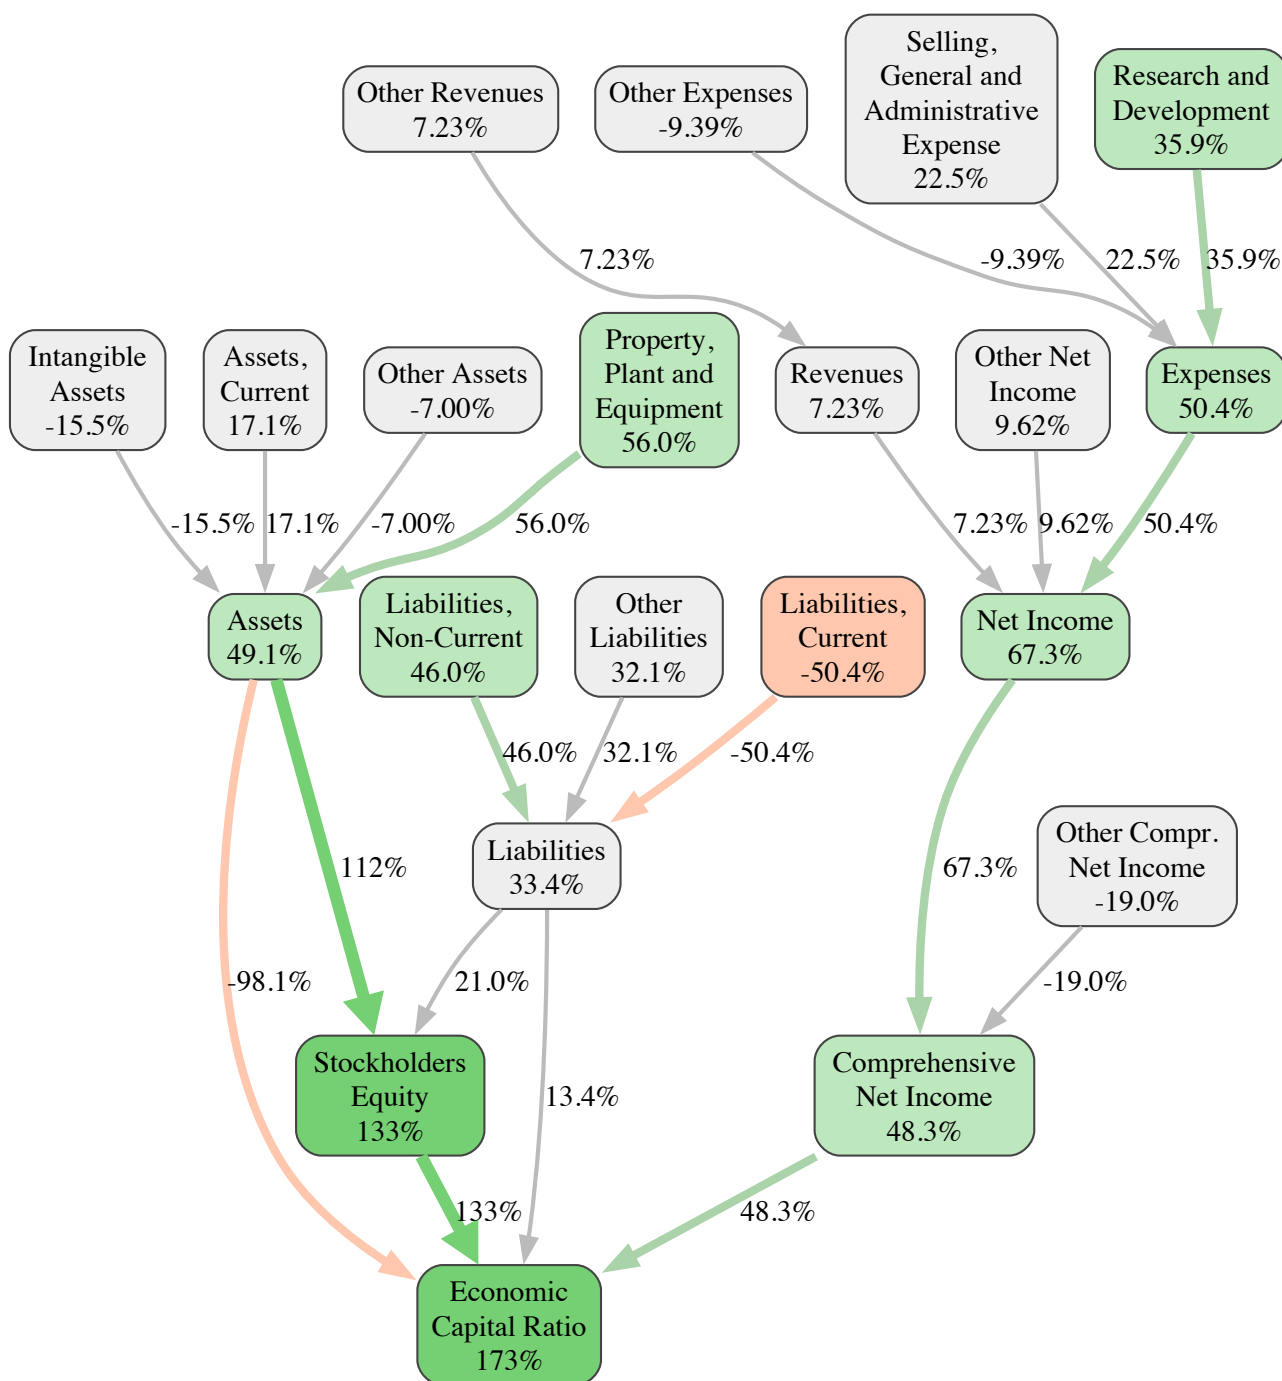 Selling,
General and
Administrative
Expense
22.5%
Other Revenues
7.23%
Other Expenses
-9.39%
Research and
Development
35.9%
7.23%
-9.39%
22.5%
35.9%
Intangible
Assets
-15.5%
Assets,
Current
17.1%
Other Assets
-7.00%
Property,
Plant and
Equipment
56.0%
Revenues
7.23%
Other Net
Income
9.62%
Expenses
50.4%
-15.5%
17.1%
-7.00%
56.0%
7.23%
9.62%
50.4%
Assets
49.1%
Liabilities,
Non-Current
46.0%
Other
Liabilities
32.1%
Liabilities,
Current
-50.4%
Net Income
67.3%
46.0%
32.1%
-50.4%
Liabilities
33.4%
112%
67.3%
Other Compr.
Net Income
-19.0%
-98.1%
21.0%
-19.0%
Stockholders
Equity
133%
13.4%
Comprehensive
Net Income
48.3%
133%
48.3%
Economic
Capital Ratio
173%